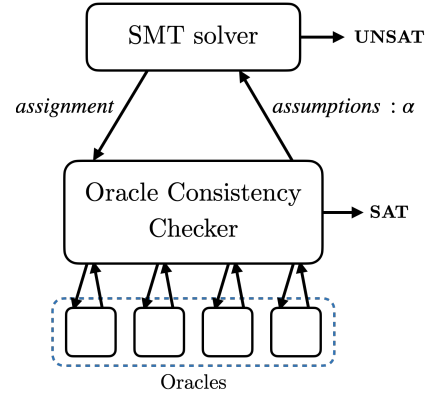 SMT solver
UNSAT
assignment
assumptions : α
Oracle Consistency
Checker
SAT
Oracles